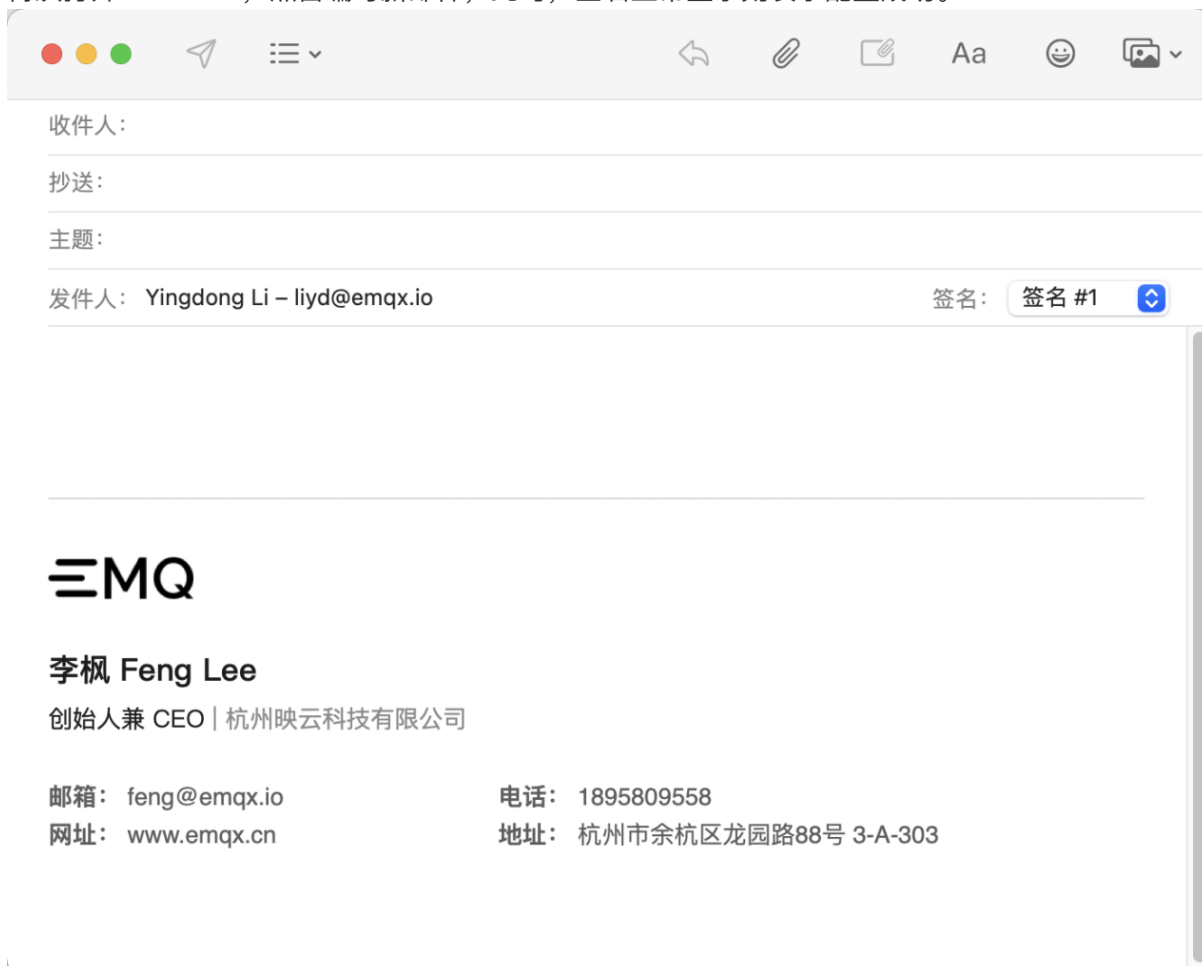 Aa
收件人：
抄送：
主题：
发件人： Yingdong Li – liyd@emqx.io 签名： 签名 #1
EMQ
李枫 Feng Lee
创始人兼 CEO | 杭州映云科技有限公司
邮箱： feng@emqx.io 电话： 1895809558
网址： www.emqx.cn 地址： 杭州市余杭区龙园路88号 3-A-303